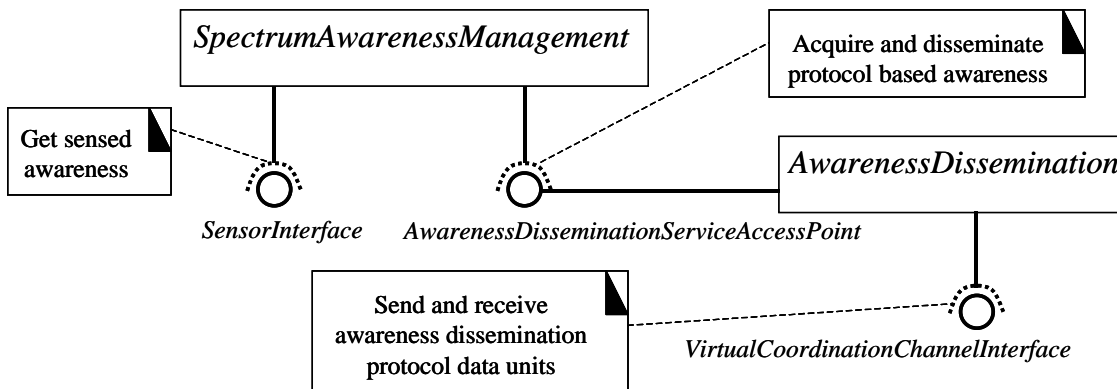 SpectrumAwarenessManagement
Acquire and disseminate
protocol based awareness
Get sensed
awareness
AwarenessDissemination
SensorInterface
AwarenessDisseminationServiceAccessPoint
Send and receive
awareness dissemination
protocol data units
VirtualCoordinationChannelInterface